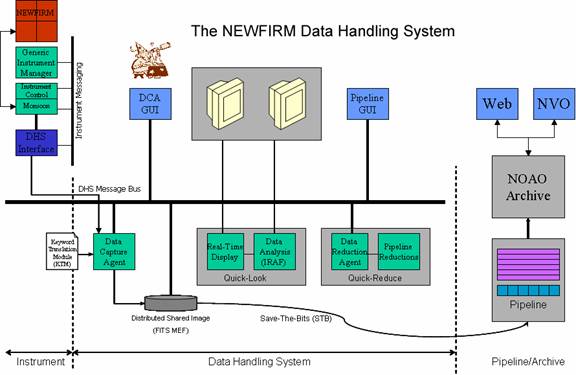 The NEWFIRM Data Handling System
NEWFIRM
Generic
Instrument
Manager
Instrument
Control
Monsoon
DHS
Interface
Instrument Messaging
DCA
GUI
Pipeline
GUI
Web
NVO
NOAO
Archive
DHS Message Bus
Keyword
Translation
Module
(KTM)
Data
Capture
Agent
Real-Time
Display
Data
Analysis
(IRAF)
Quick-Look
Data
Reduction
Agent
Pipeline
Reductions
Quick-Reduce
Pipeline
Distributed Shared Image
(FITS MEF)
Save-The-Bits (STB)
Instrument
Data Handling System
Pipeline/Archive